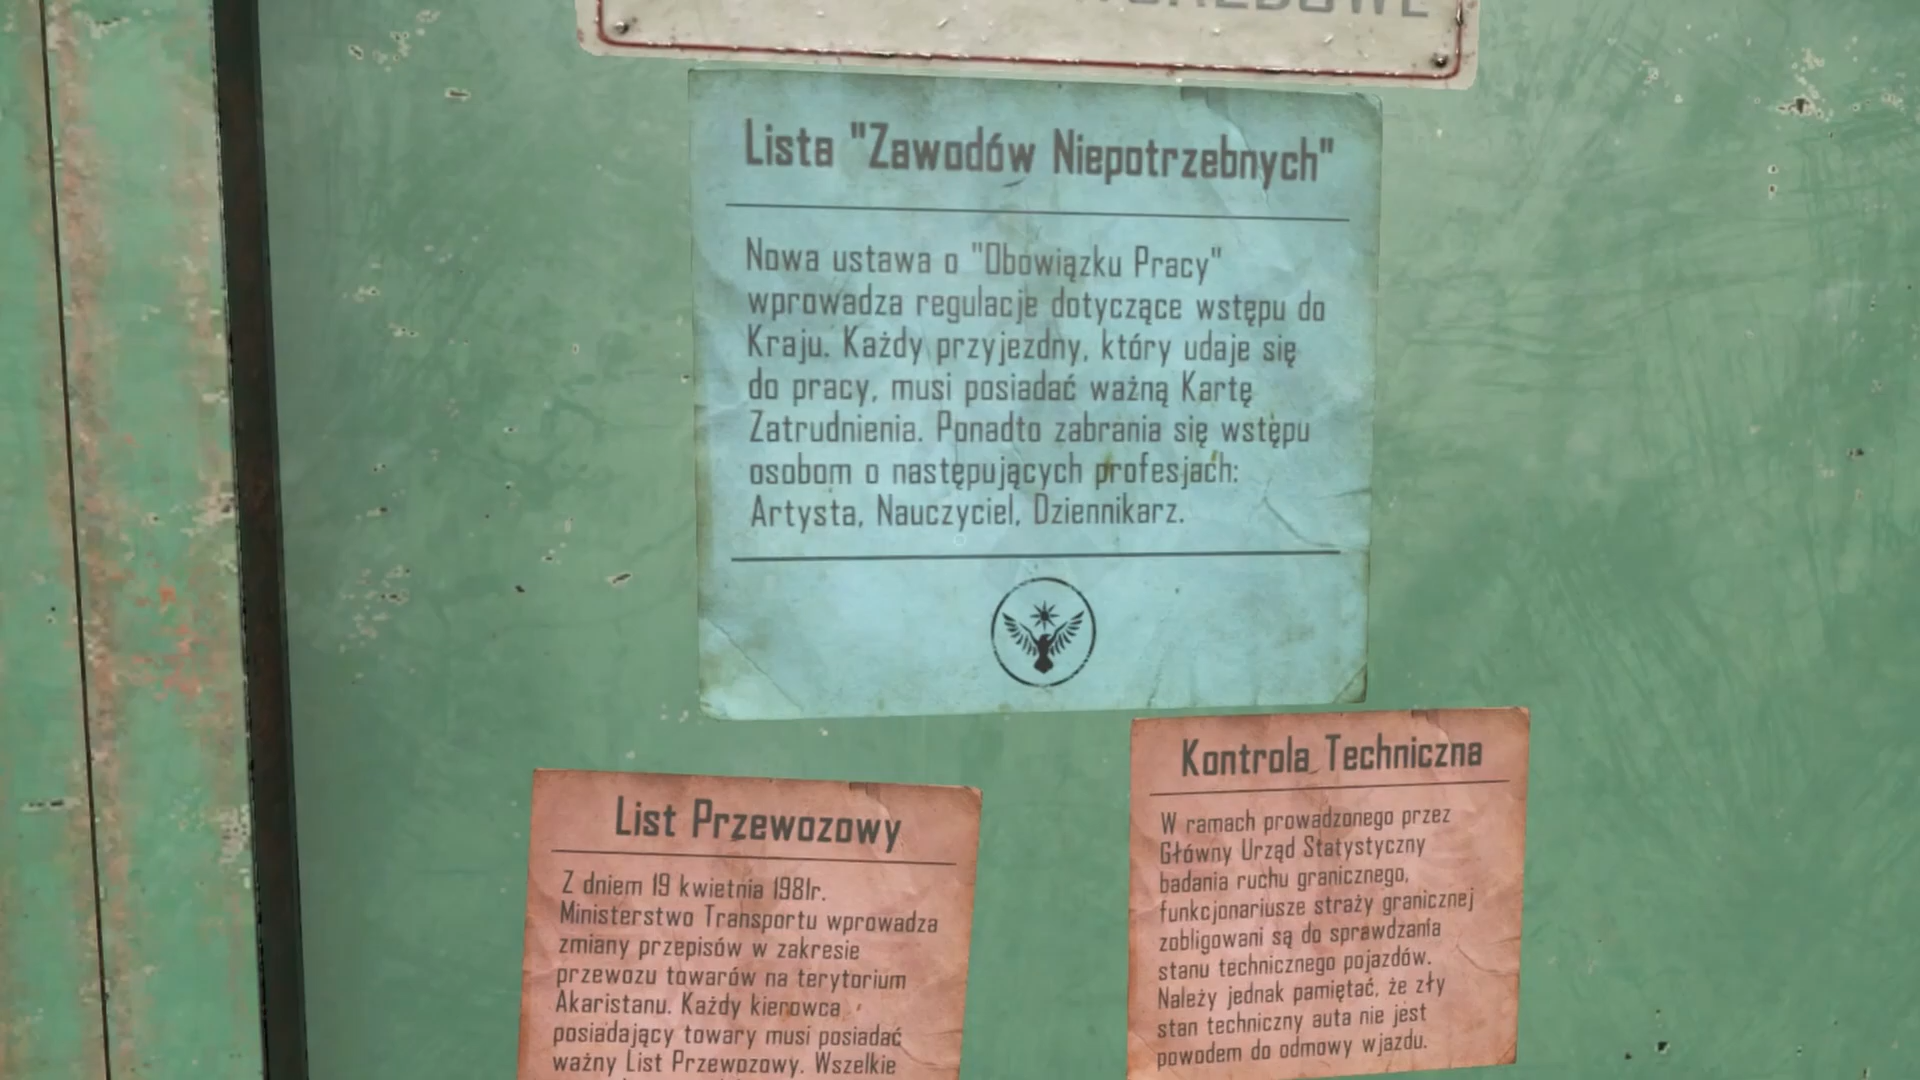 Lista "Zawodów Niepotrzebnych"
Nowa ustawa o "Obowiązku Pracy"
wprowadza regulacje dotyczące wstępu do
Kraju. Każdy przyjezdny, który udaje się
do pracy, musi posiadać ważną Kartę
Zatrudnienia. Ponadto zabrania się wstępu
osobom o następujących profesjach:
Artysta, Nauczyciel, Dziennikarz.
List Przewozowy
Z dniem 19 kwietnia 1981r.
Ministerstwo Transportu wprowadza
zmiany przepisów w zakresie
przewozu towarów na terytorium
Akaristanu. Każdy kierowca
posiadający towary musi posiadać
ważny List Przewozowy. Wszelkie
Kontrola Techniczna
W ramach prowadzonego przez
Główny Urząd Statystyczny
badania ruchu granicznego,
funkcjonariusze straży granicznej
zobligowani są do sprawdzania
stanu technicznego pojazdów.
Należy jednak pamiętać, że zły
stan techniczny auta nie jest
powodem do odmowy wjazdu.